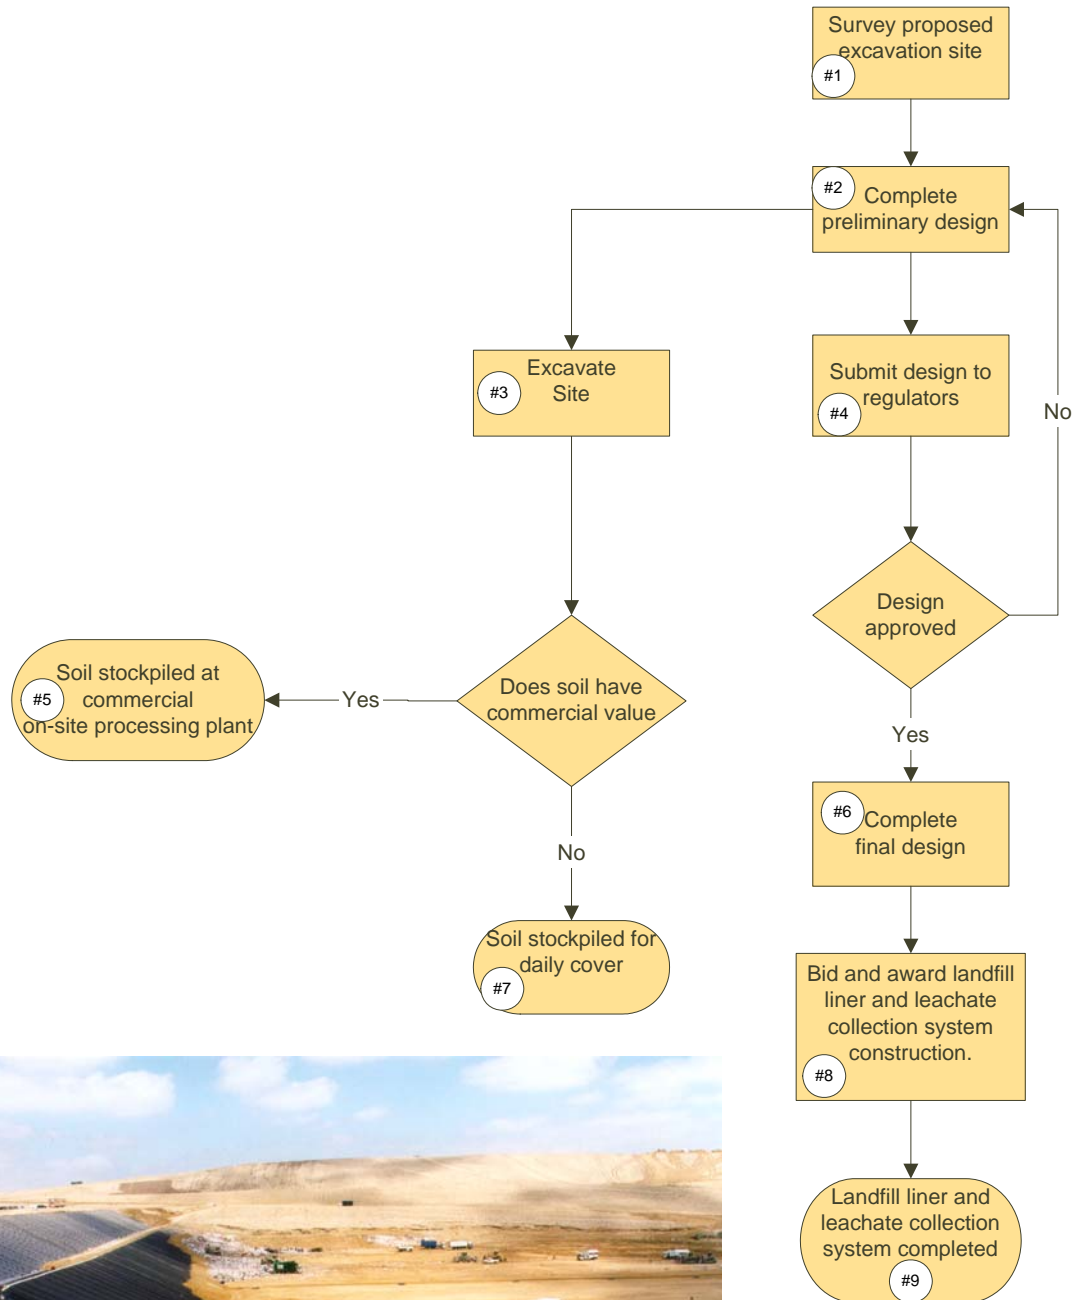 Survey proposed
excavation site
#1
#2
Complete
preliminary design
Excavate
Site
#3
Submit design to
regulators
#4
No
Design
approved
Soil stockpiled at
#5
commercial
on-site processing plant
Yes
Does soil have
commercial value
Yes
#6
Complete
final design
No
Soil stockpiled for
daily cover
#7
Bid and award landfill
liner and leachate
collection system
construction.
#8
Landfill liner and
leachate collection
system completed
#9